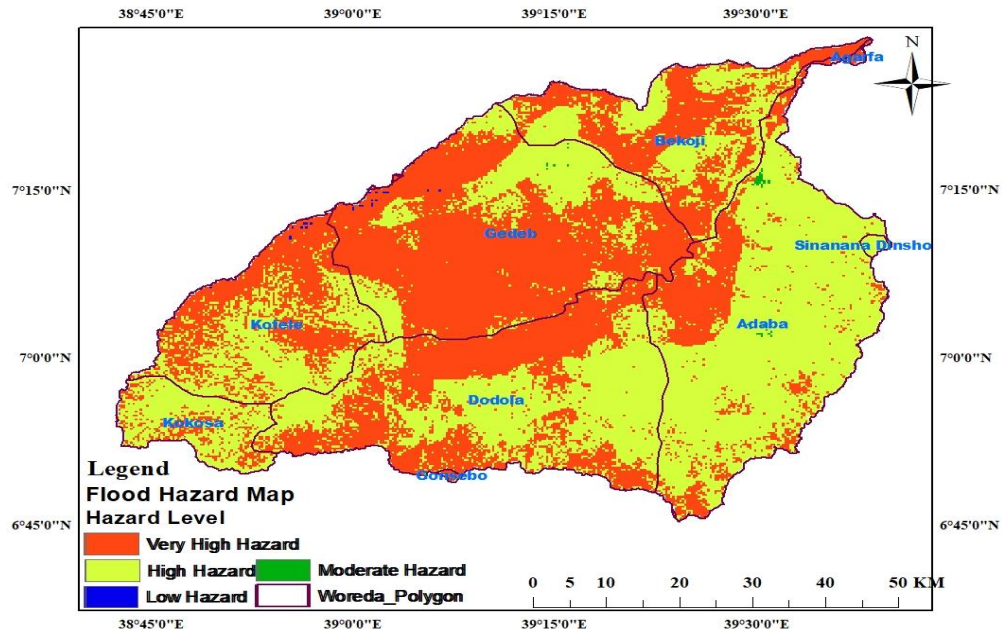 38°45'0"E 39°0'0"E 39°15'0"E 39°30'0"E
N
Agarfa
Bekoji
7°15'0"N 7°15'0"N
Gedeb
Sinanana Dinsho
Kofele
Adaba
7°0'0"N 7°0'0"N
Dodola
Kokosa
Legend
Flood Hazard Map
Hazard Level
6°45'0"N 6°45'0"N
Very High Hazard
High Hazard Moderate Hazard
Low Hazard Woreda_Polygon
0 5 10 20 30 40 50 KM
38°45'0"E 39°0'0"E 39°15'0"E 39°30'0"E